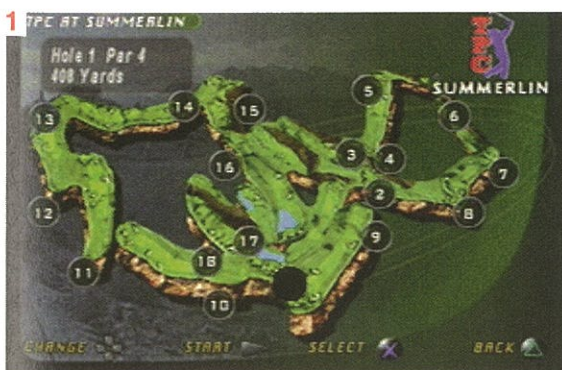 1
TPC AT SUMMERLIN
Hole 1 Par 4
408 Yards
SUMMERLIN
13
14
15
5
6
3
4
7
16
2
12
8
17
9
18
11
10
CHANGE
START
SELECT
BACK